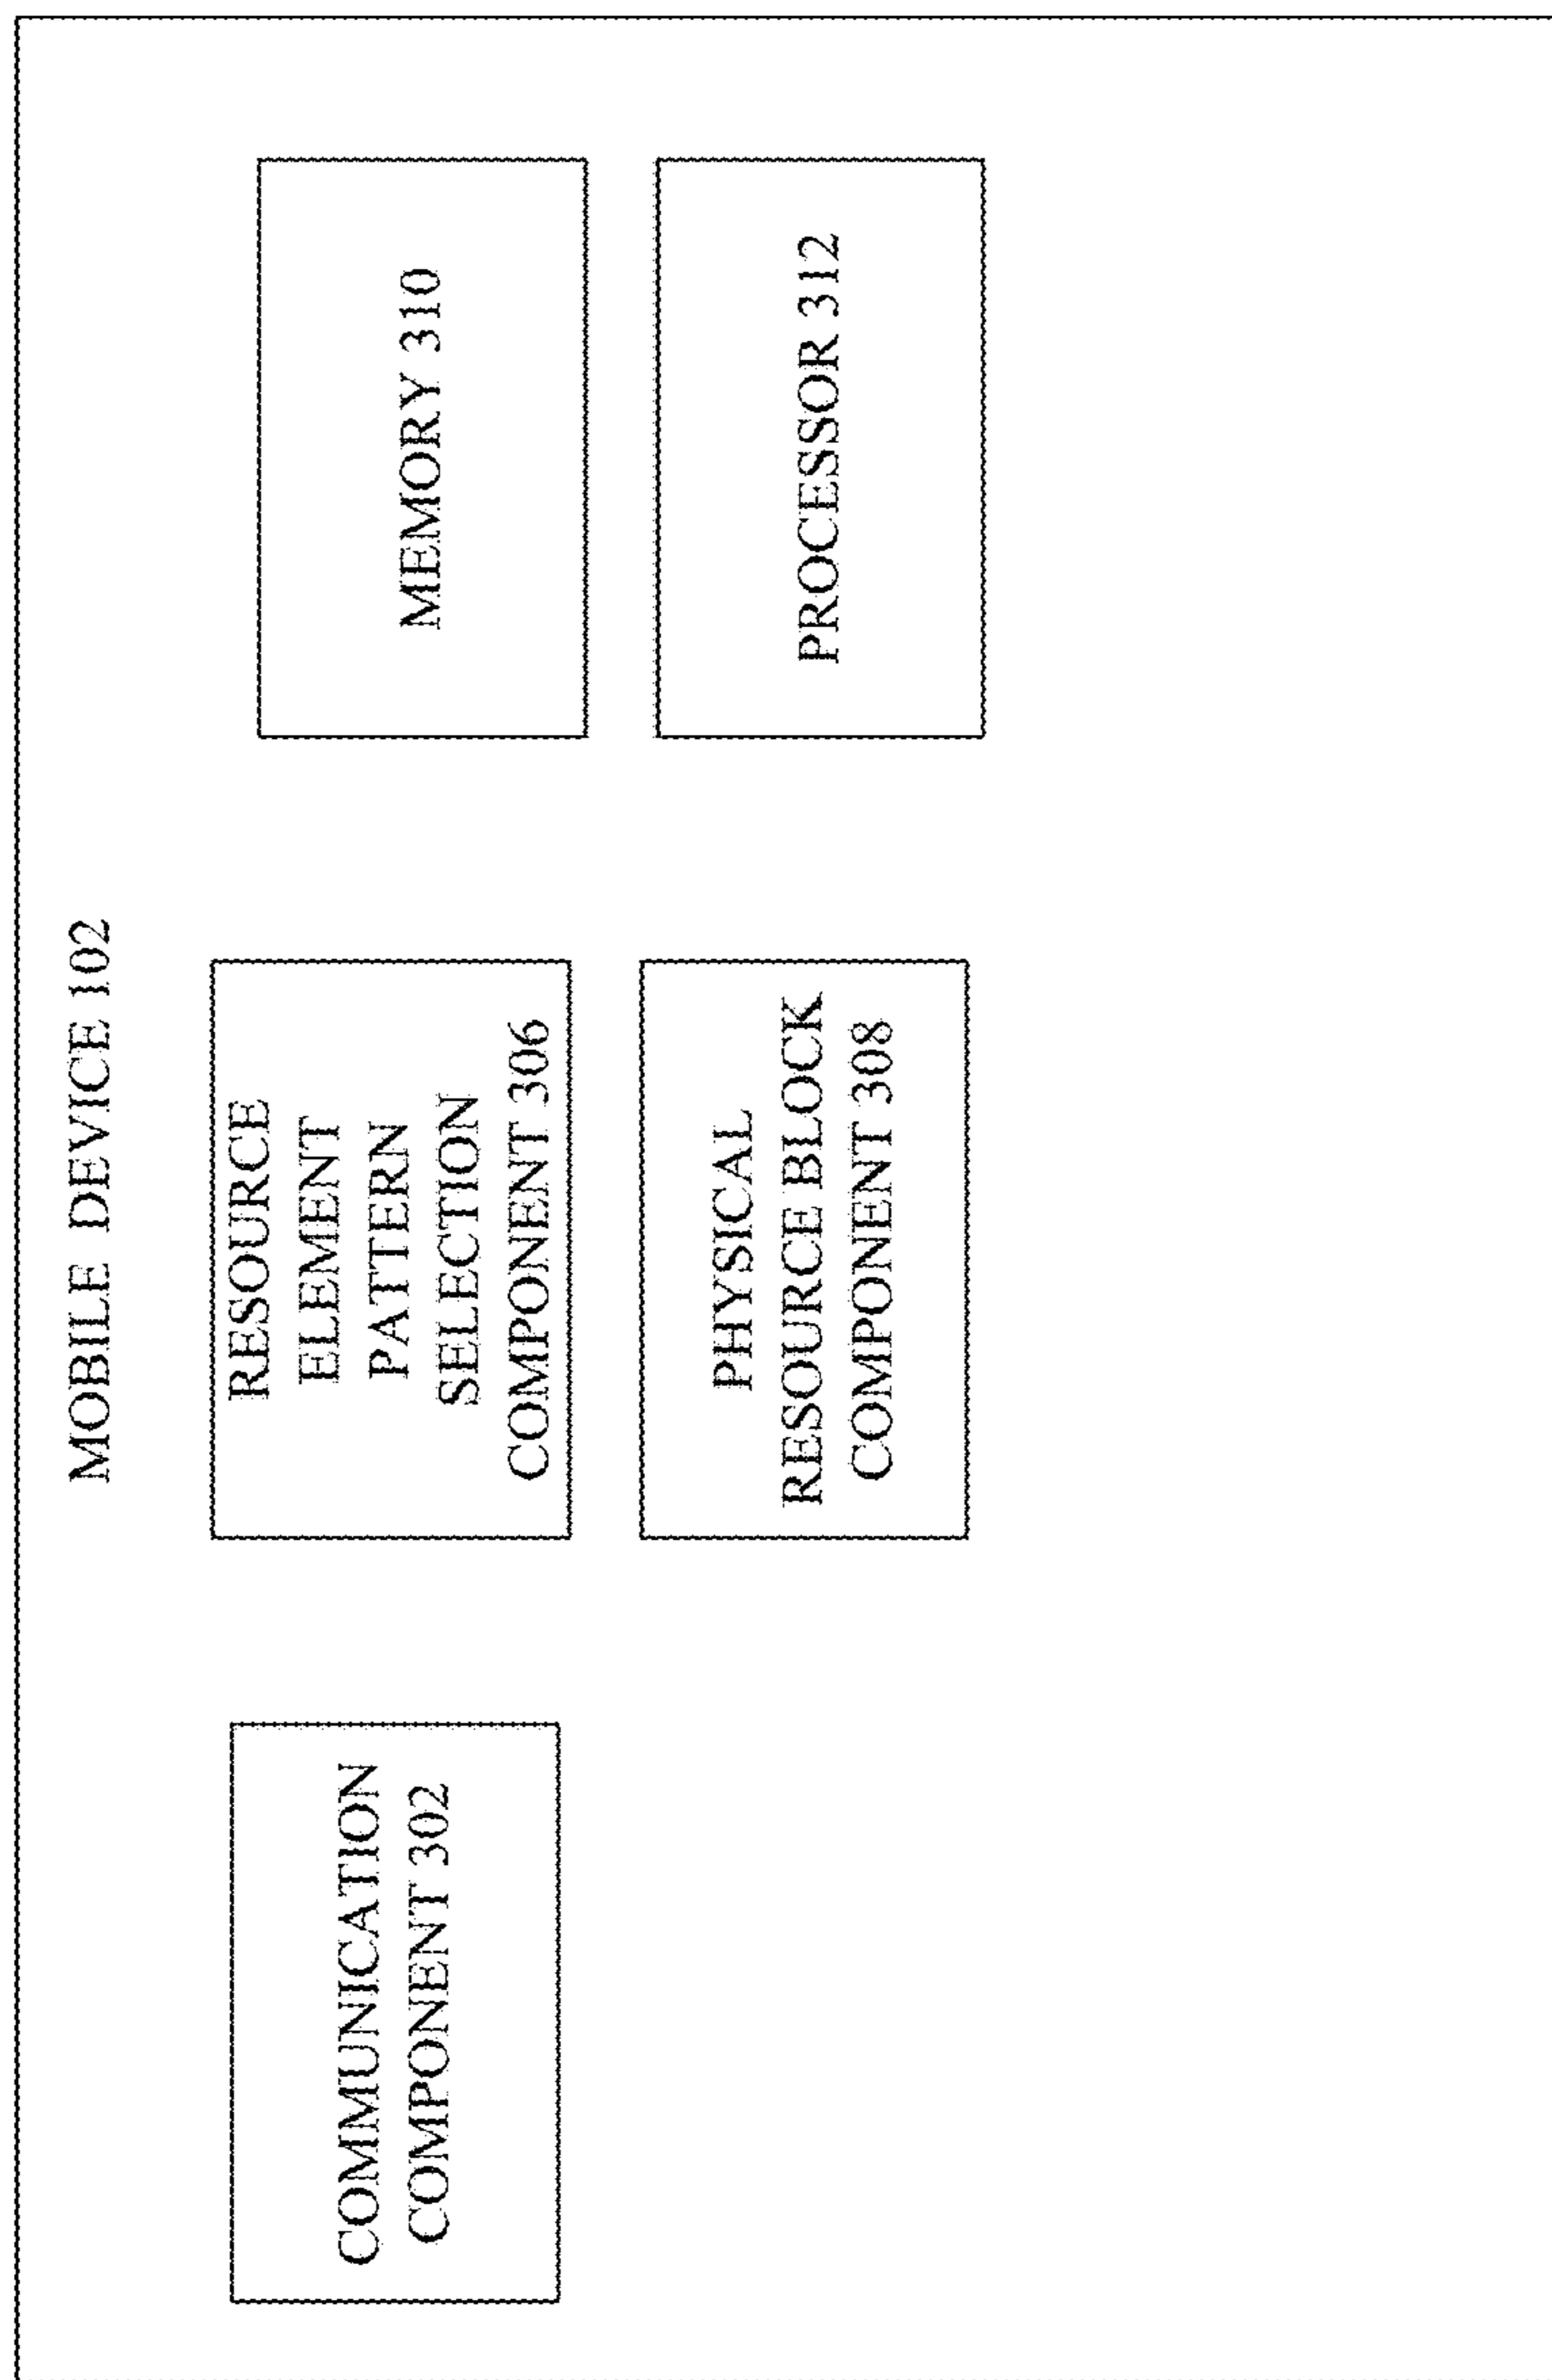 MOBILE DEVICE 102
COMMUNICATION
COMPONENT 302
RESOURCE
ELEMENT
PATTERN
SELECTION
COMPONENT 306
PHYSICAL
RESOURCE BLOCK
COMPONENT 308
MEMORY 310
PROCESSOR 312